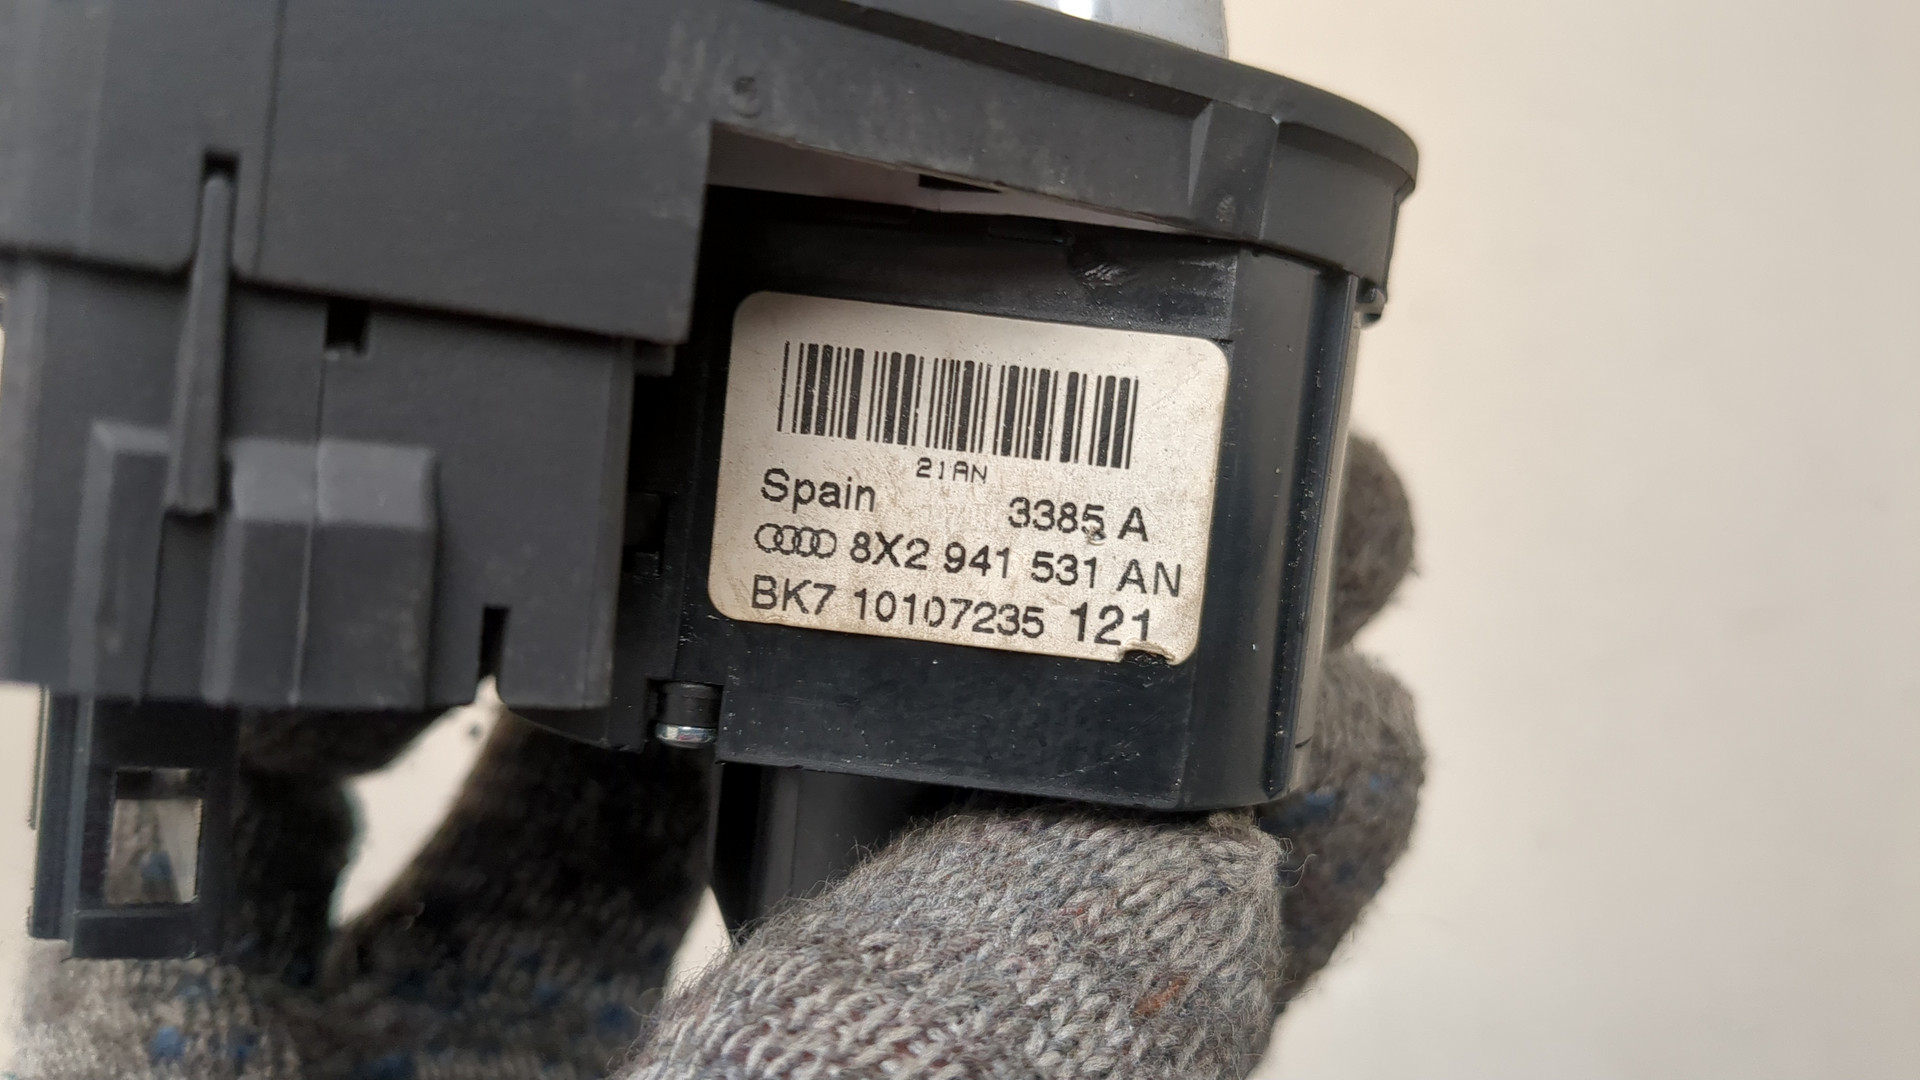 21AN
Spain 3385 A
8X2 941 531 AN
BK7 10107235 121